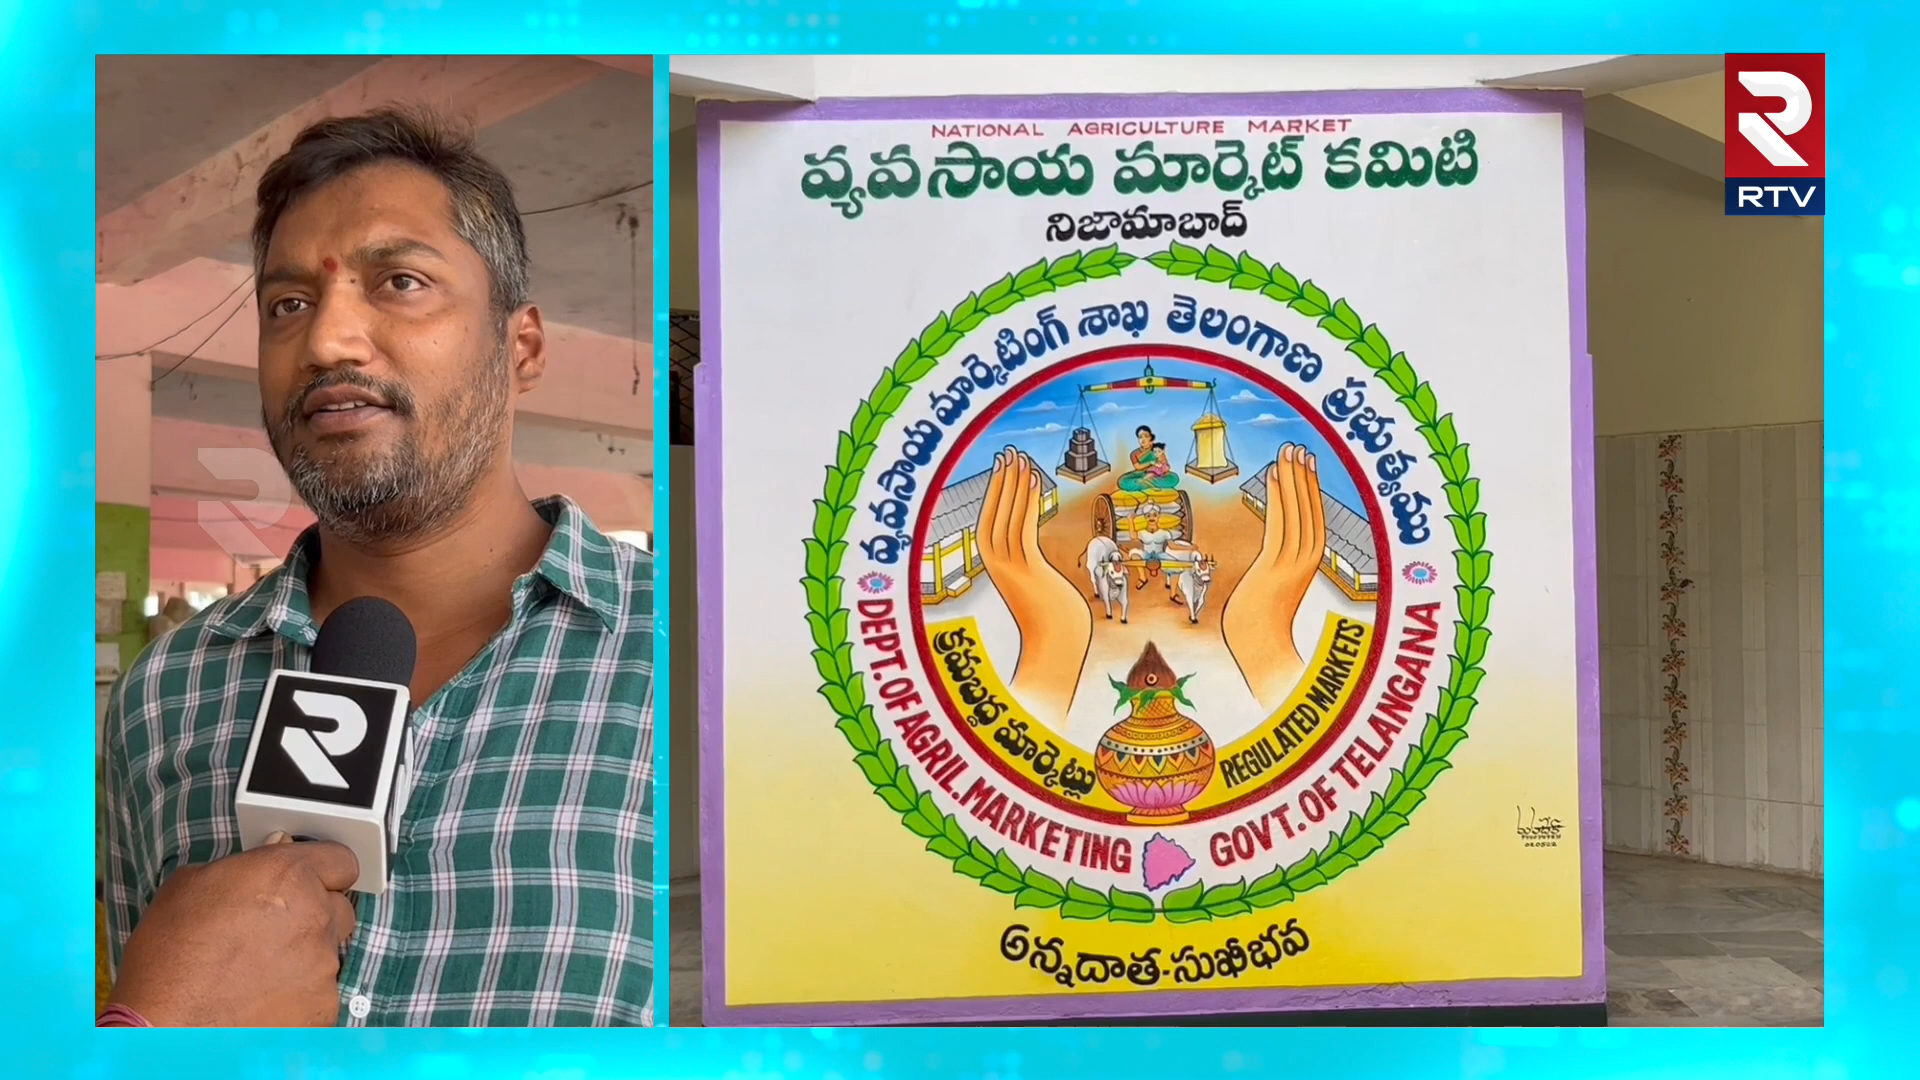 RTV
NATIONAL AGRICULTURE MARKET
వ్యవసాయ మార్కెట్ కమిటి
నిజామాబాద్
వ్యవసాయ మార్కెటింగ్ శాఖ తెలంగాణ ప్రభుత్వము
క్రమబద్ధ మార్కెట్లు
REGULATED MARKETS
DEPT. OF AGRIL. MARKETING
GOVT. OF TELANGANA
అన్నదాత-సుఖీభవ